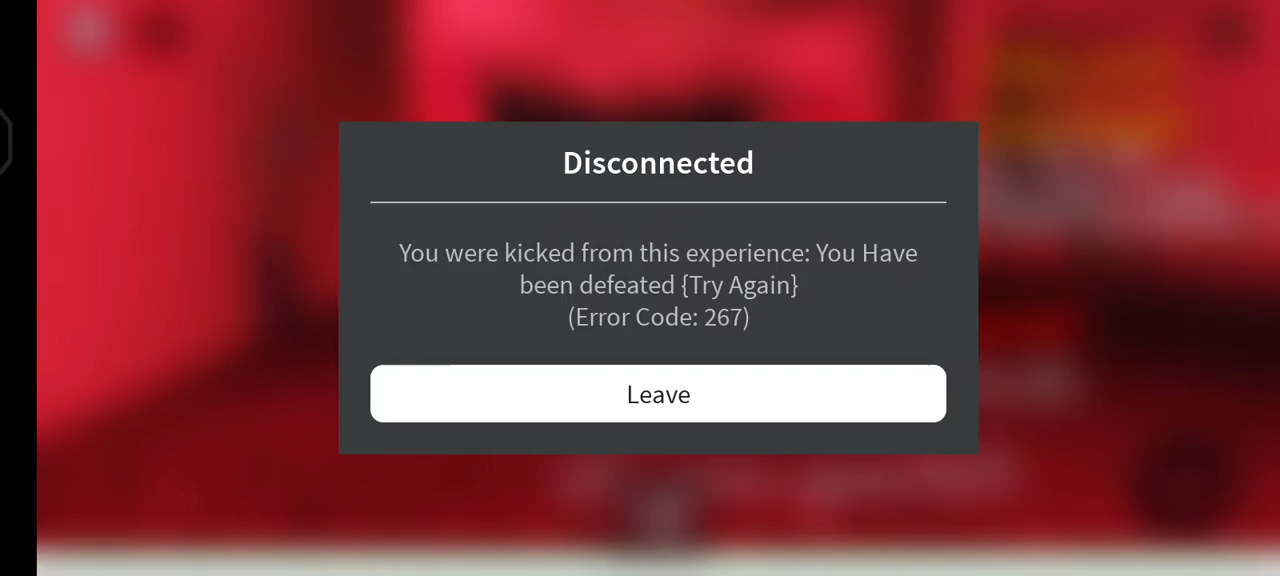 Disconnected
You were kicked from this experience: You Have
been defeated {Try Again}
(Error Code: 267)
Leave